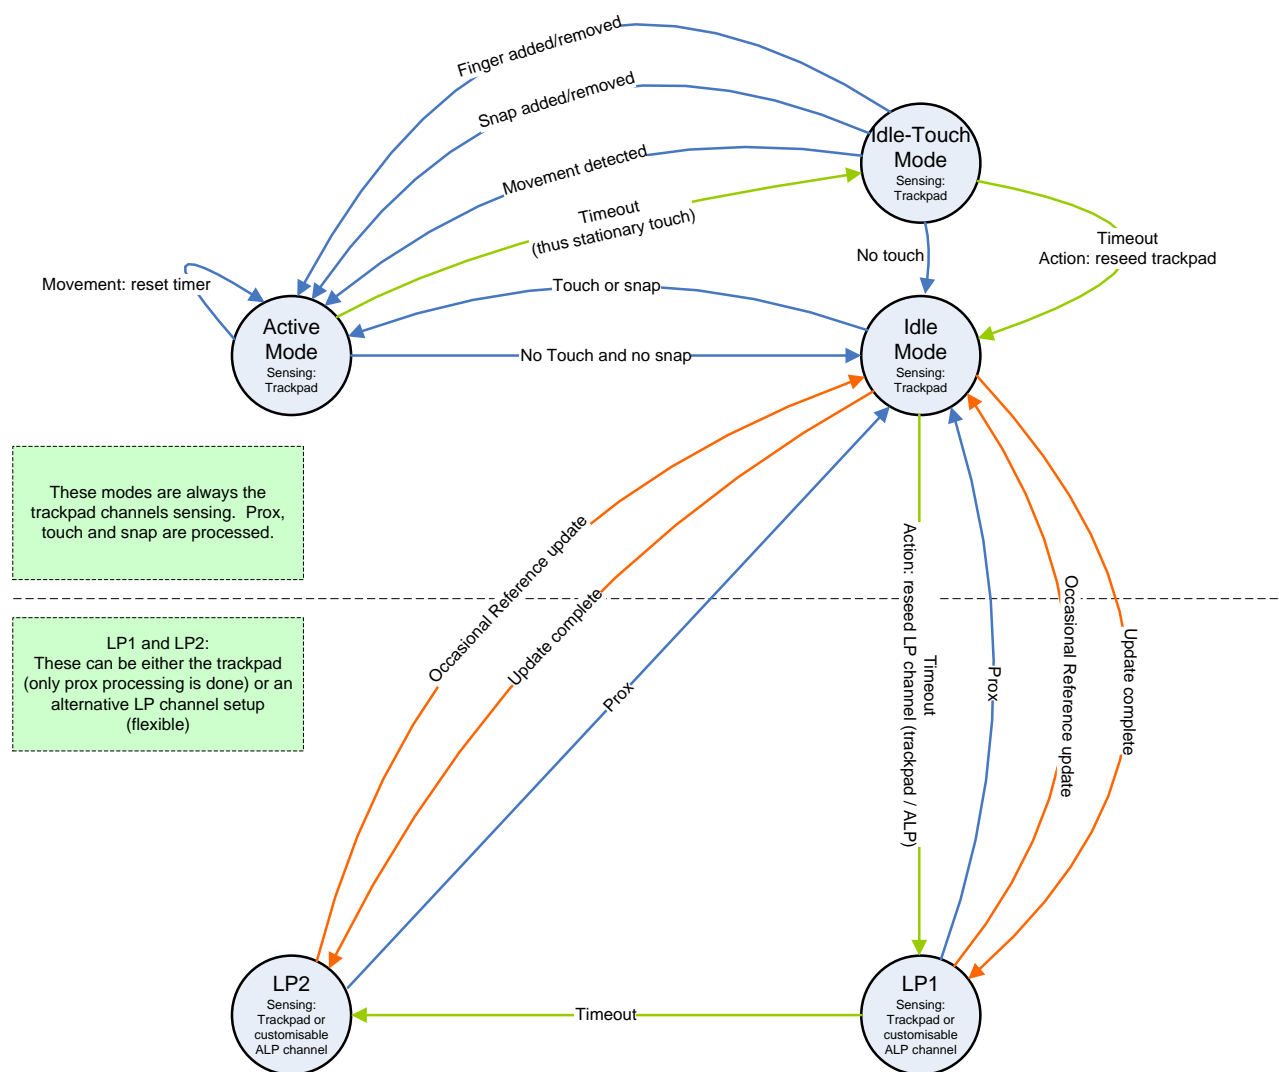 Finger added/removed
Snap added/removed
Movement detected
Timeout
(thus stationary touch)
Idle-Touch
Mode
Sensing:
Trackpad
No touch
Timeout
Action: reseed trackpad
Movement: reset timer
Touch or snap
Active
Mode
Sensing:
Trackpad
No Touch and no snap
Idle
Mode
Sensing:
Trackpad
These modes are always the
trackpad channels sensing.  Prox,
touch and snap are processed.
LP1 and LP2:
These can be either the trackpad
(only prox processing is done) or an
alternative LP channel setup
(flexible)
Occasional Reference update
Update complete
Prox
Timeout
Action: reseed LP channel (trackpad / ALP)
Prox
Occasional Reference update
Update complete
LP2
Sensing:
Trackpad or
customisable
ALP channel
Timeout
LP1
Sensing:
Trackpad or
customisable
ALP channel